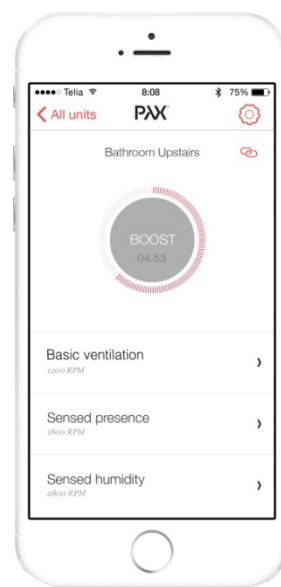 Telia 8:08 75%
All units PAX
Bathroom Upstairs
BOOST
04.53
Basic ventilation
1200 RPM
Sensed presence
1800 RPM
Sensed humidity
2600 RPM